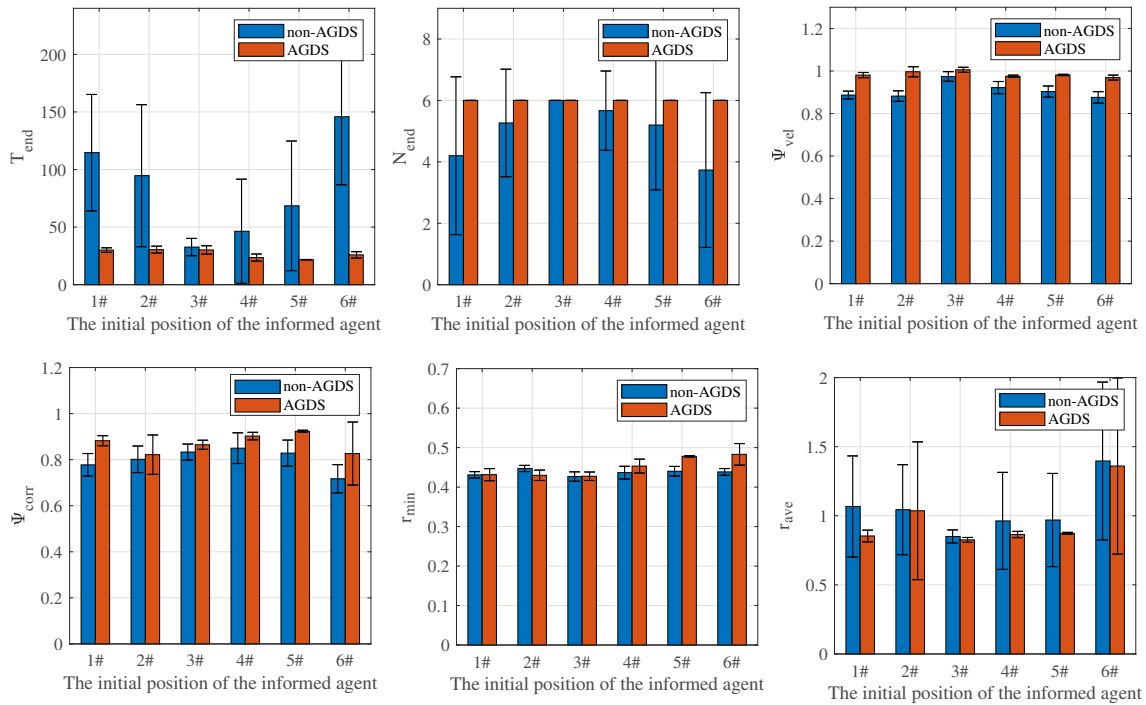 non-AGDS
AGDS
T_end
200
150
100
50
0
1# 2# 3# 4# 5# 6#
The initial position of the informed agent
non-AGDS
AGDS
N_end
8
6
4
2
0
1# 2# 3# 4# 5# 6#
The initial position of the informed agent
non-AGDS
AGDS
Ψ_vel
1.2
1
0.8
0.6
0.4
0.2
0
1# 2# 3# 4# 5# 6#
The initial position of the informed agent
non-AGDS
AGDS
Ψ_corr
1.2
1
0.8
0.6
0.4
0.2
0
1# 2# 3# 4# 5# 6#
The initial position of the informed agent
non-AGDS
AGDS
r_min
0.7
0.6
0.5
0.4
0.3
0.2
0.1
0
1# 2# 3# 4# 5# 6#
The initial position of the informed agent
non-AGDS
AGDS
r_ave
2
1.5
1
0.5
0
1# 2# 3# 4# 5# 6#
The initial position of the informed agent